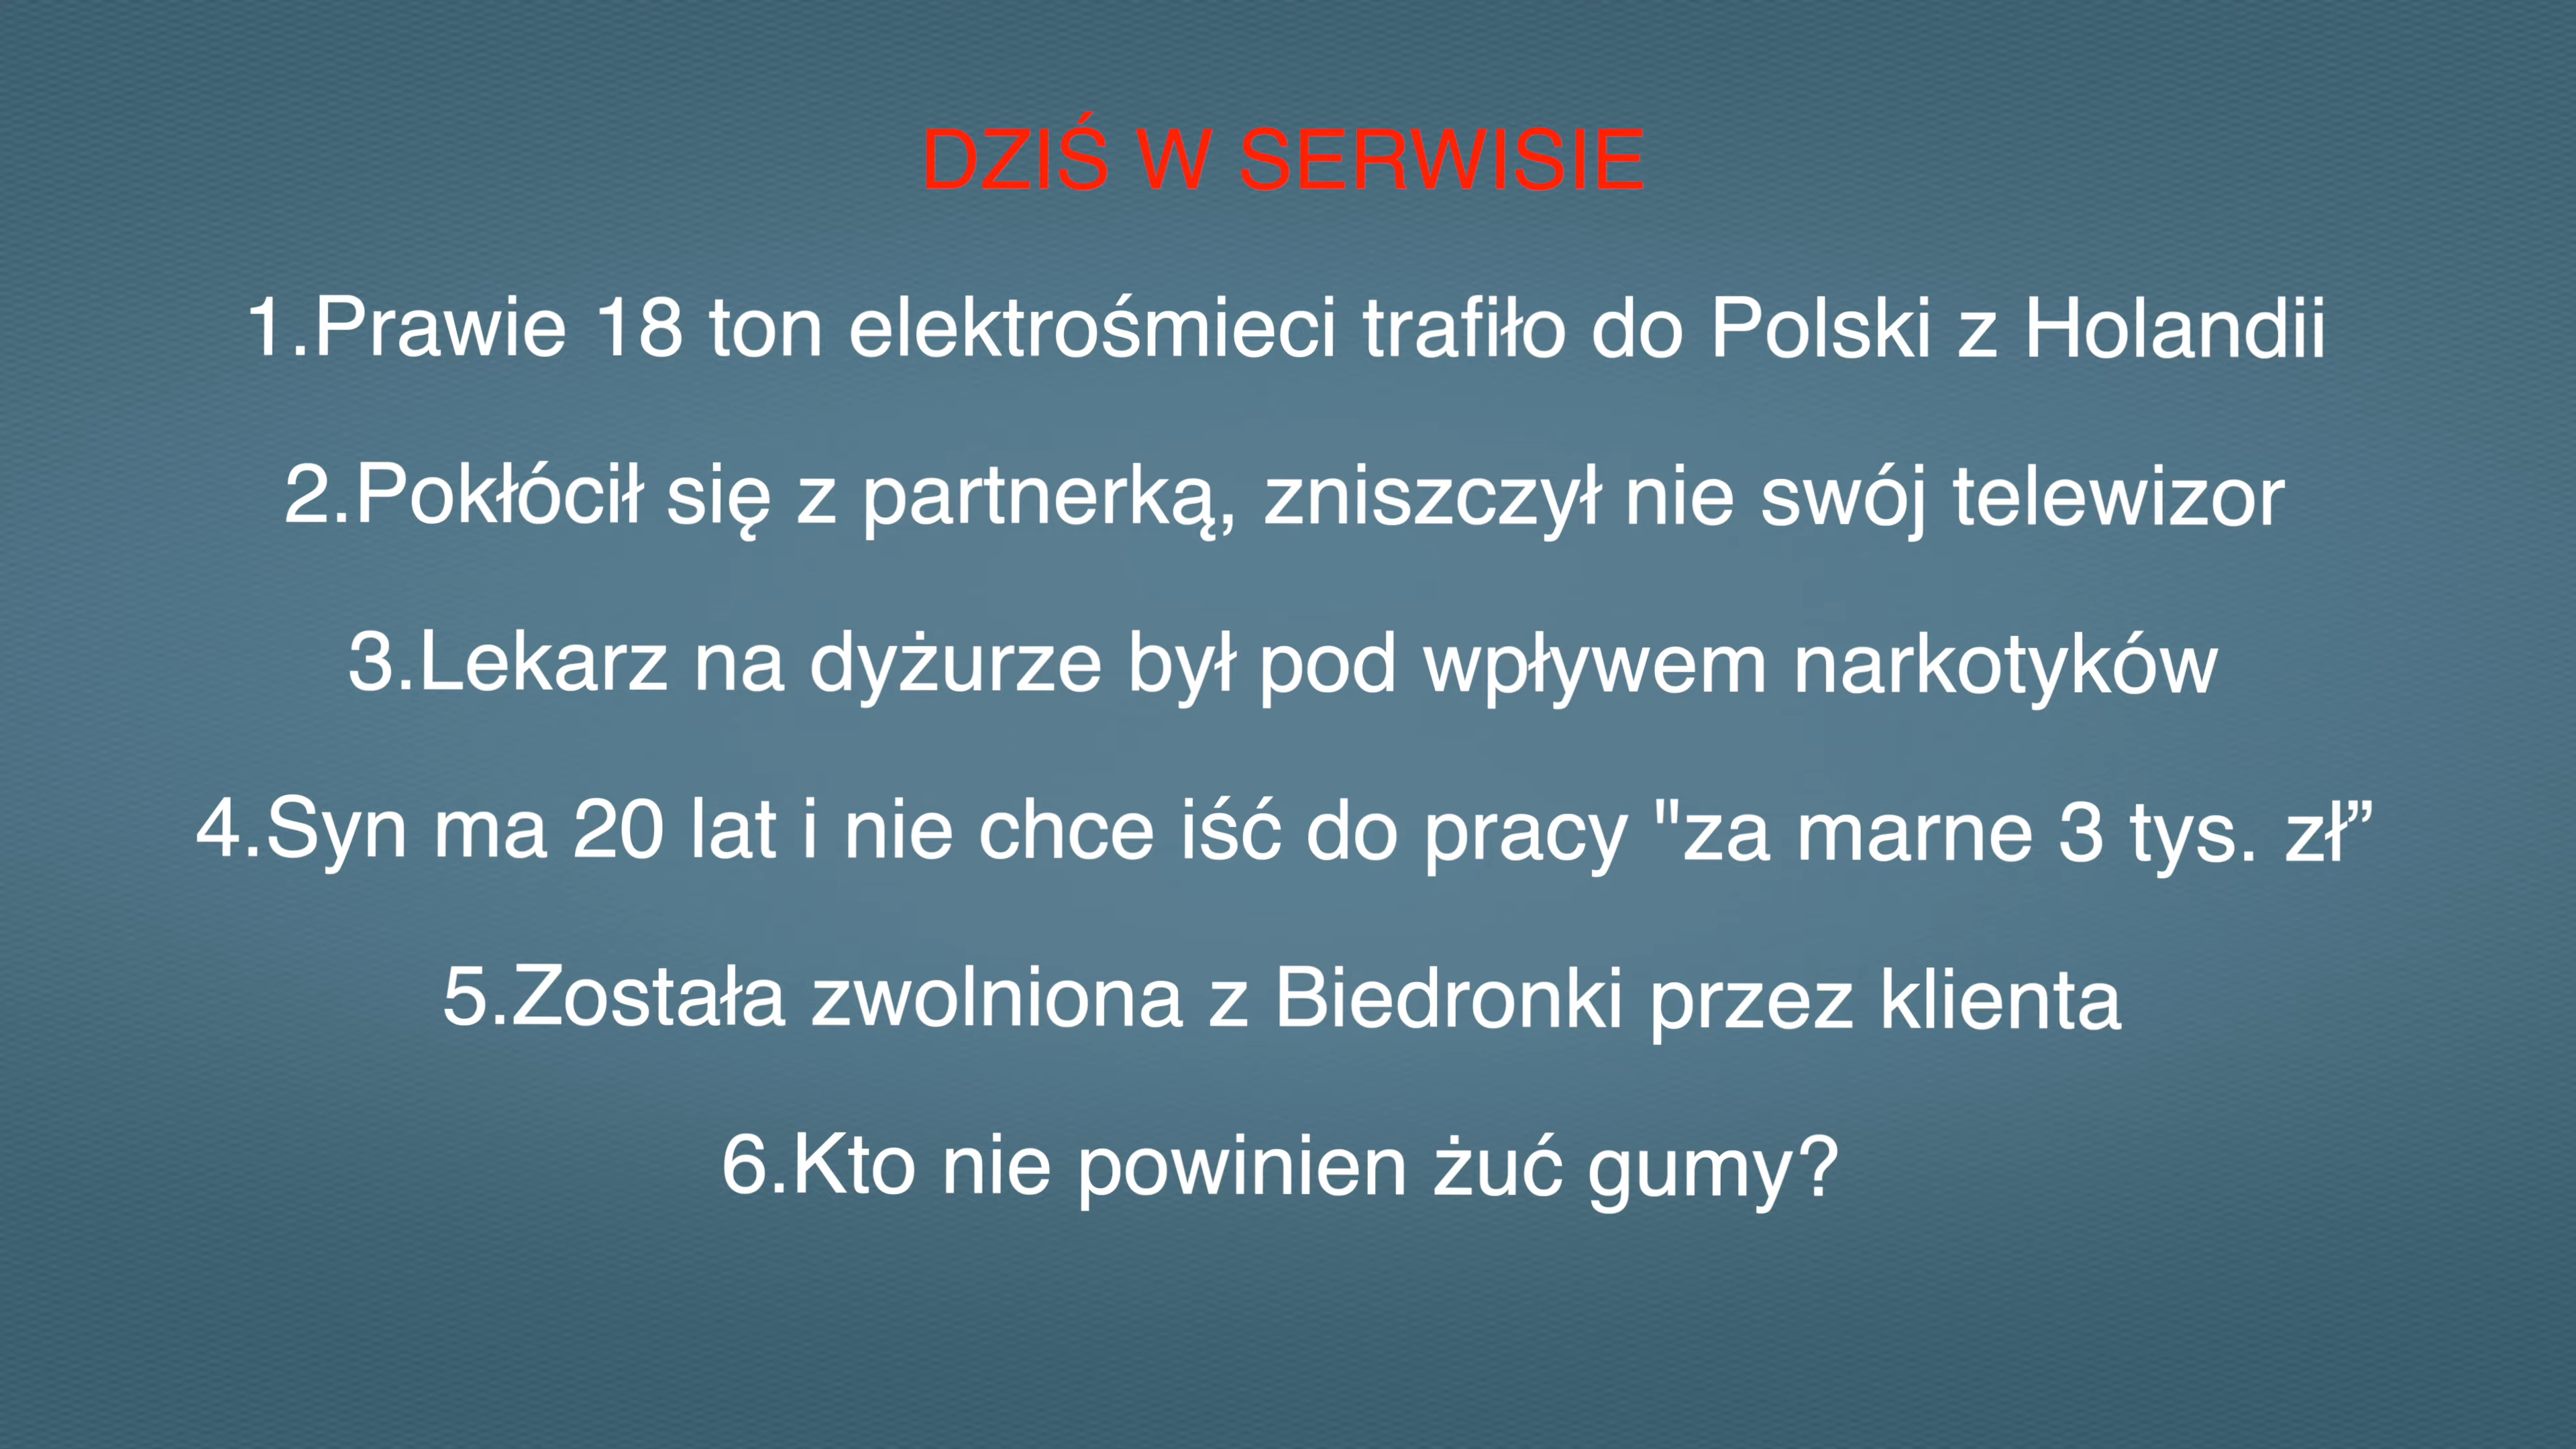 DZIŚ W SERWISIE
1.Prawie 18 ton elektrośmieci trafiło do Polski z Holandii
2.Pokłócił się z partnerką, zniszczył nie swój telewizor
3.Lekarz na dyżurze był pod wpływem narkotyków
4.Syn ma 20 lat i nie chce iść do pracy "za marne 3 tys. zł”
5.Została zwolniona z Biedronki przez klienta
6.Kto nie powinien żuć gumy?